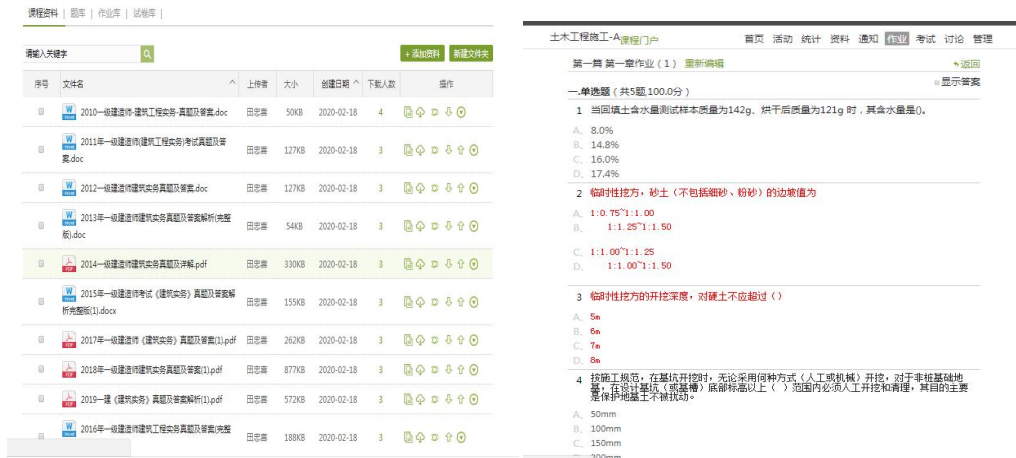 课程资料 | 题库 | 作业库 | 试卷库 |
请输入关键字
+ 添加资料 新建文件夹
序号 文件名 上传者 大小 创建日期 下载人数 操作
2010一级建造师-建筑工程实务-真题及答案.doc 田忠喜 50KB 2020-02-18 4
2011年一级建造师(建筑工程实务)考试真题及答
案.doc 田忠喜 127KB 2020-02-18 3
2012一级建造师建筑实务真题及答案.doc 田忠喜 127KB 2020-02-18 3
2013年一级建造师建筑实务真题及答案解析(完整
版).doc 田忠喜 54KB 2020-02-18 3
2014一级建造师建筑实务真题及详解.pdf 田忠喜 330KB 2020-02-18 3
2015年一级建造师考试《建筑实务》真题及答案解
析完整版(1).docx 田忠喜 155KB 2020-02-18 3
2017年一级建造师《建筑实务》真题及答案(1).pdf 田忠喜 262KB 2020-02-18 3
2018年一级建造师建筑实务真题及答案(1).pdf 田忠喜 877KB 2020-02-18 3
2019一建《建筑实务》真题及答案解析(1).pdf 田忠喜 572KB 2020-02-18 3
2016年一级建造师建筑工程实务真题及答案(完整 田忠喜 188KB 2020-02-18 3
土木工程施工-A 课程门户 首页 活动 统计 资料 通知 作业 考试 讨论 管理
第一篇 第一章作业（1） 重新编辑 返回
显示答案
一.单选题（共5题,100.0分）
1 当回填土含水量测试样本质量为142g、烘干后质量为121g 时，其含水量是()。
A、 8.0%
B、 14.8%
C、 16.0%
D、 17.4%
2 临时性挖方，砂土（不包括细砂、粉砂）的边坡值为
A、 1:0.75~1:1.00
B、 1:1.25~1:1.50
C、 1:1.00~1:1.25
D、 1:1.00~1:1.50
3 临时性挖方的开挖深度，对硬土不应超过（）
A、 5m
B、 6m
C、 7m
D、 8m
4 按施工规范，在基坑开挖时，无论采用何种方式（人工或机械）开挖，对于非桩基础地
基，在设计基坑（或基槽）底部标高以上（ ）范围内必须人工开挖和清理，其目的主要
是保护地基土不被扰动。
A、 50mm
B、 100mm
C、 150mm
200mm